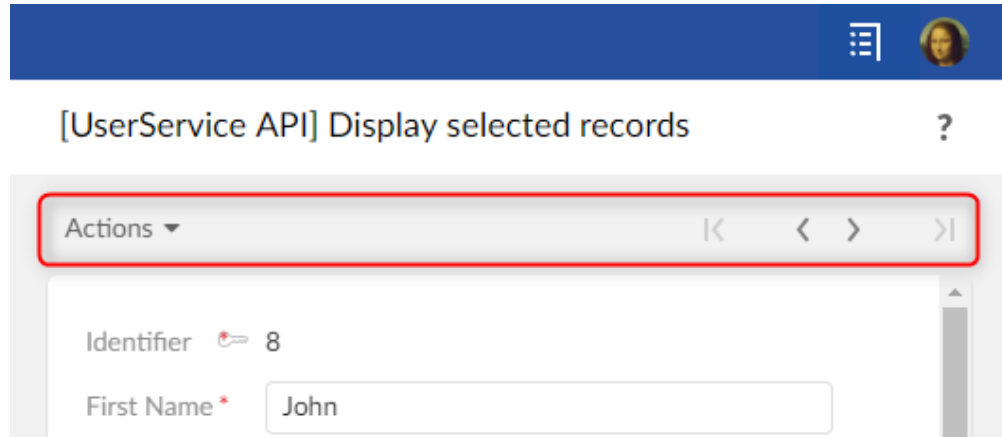 [UserService API] Display selected records ?
Actions
Identifier 8
First Name * John